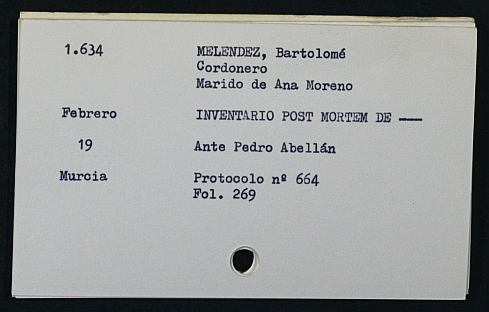 1.634 MELENDEZ, Bartolomé
Cordonero
Marido de Ana Moreno
Febrero INVENTARIO POST MORTEM DE ——
19 Ante Pedro Abellán
Murcia Protocolo nº 664
Fol. 269